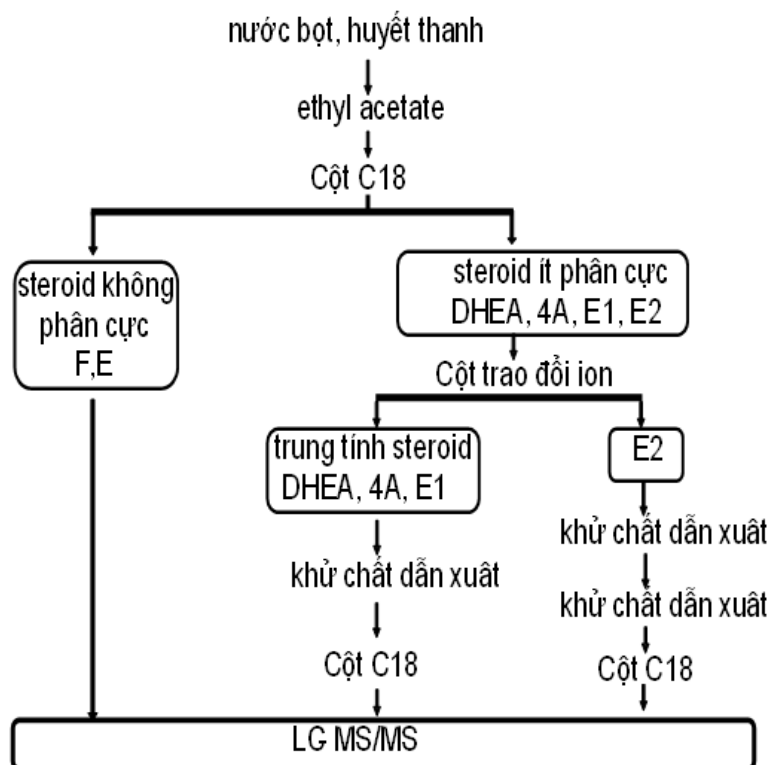 nước bọt, huyết thanh
ethyl acetate
Cột C18
steroid không
phân cực
F,E
steroid ít phân cực
DHEA, 4A, E1, E2
Cột trao đổi ion
trung tính steroid
DHEA, 4A, E1
E2
khử chất dẫn xuât
khử chất dẫn xuât
khử chất dẫn xuât
Cột C18
Cột C18
LG MS/MS